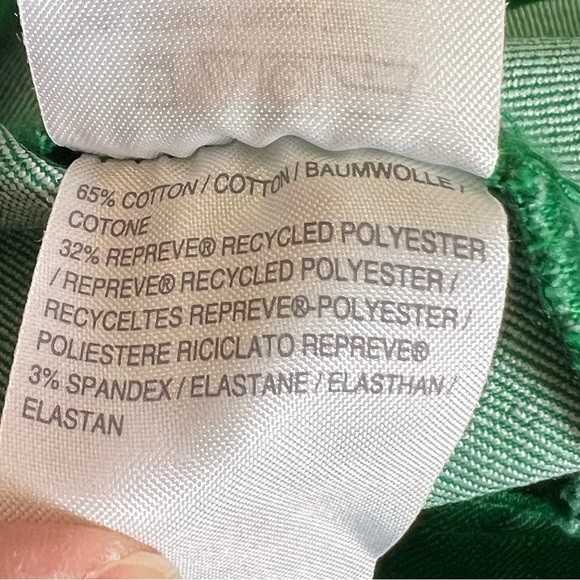 65% COTTON / COTTON / BAUMWOLLE /
COTONE
32% REPREVE® RECYCLED POLYESTER
/ REPREVE® RECYCLED POLYESTER /
RECYCELTES REPREVE®-POLYESTER /
POLIESTERE RICICLATO REPREVE®
3% SPANDEX / ELASTANE / ELASTHAN /
ELASTAN